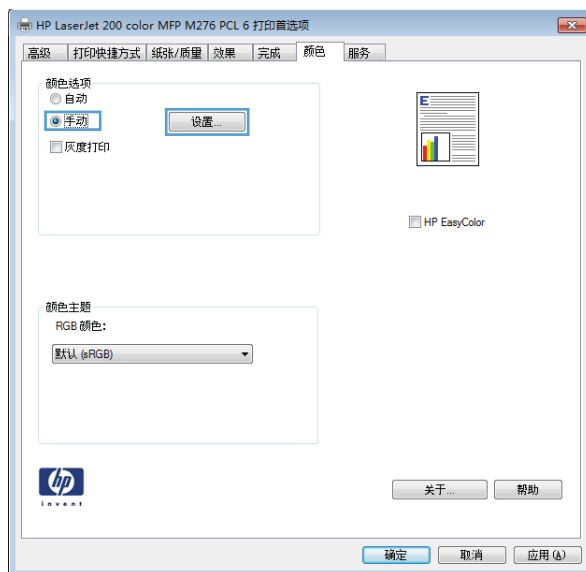 HP LaserJet 200 color MFP M276 PCL 6 打印首选项
高级 打印快捷方式 纸张/质量 效果 完成 颜色 服务
颜色选项
自动
手动 设置...
灰度打印
E
HP EasyColor
颜色主题
RGB 颜色：
默认 (sRGB)
hp
invent
关于... 帮助
确定 取消 应用(A)